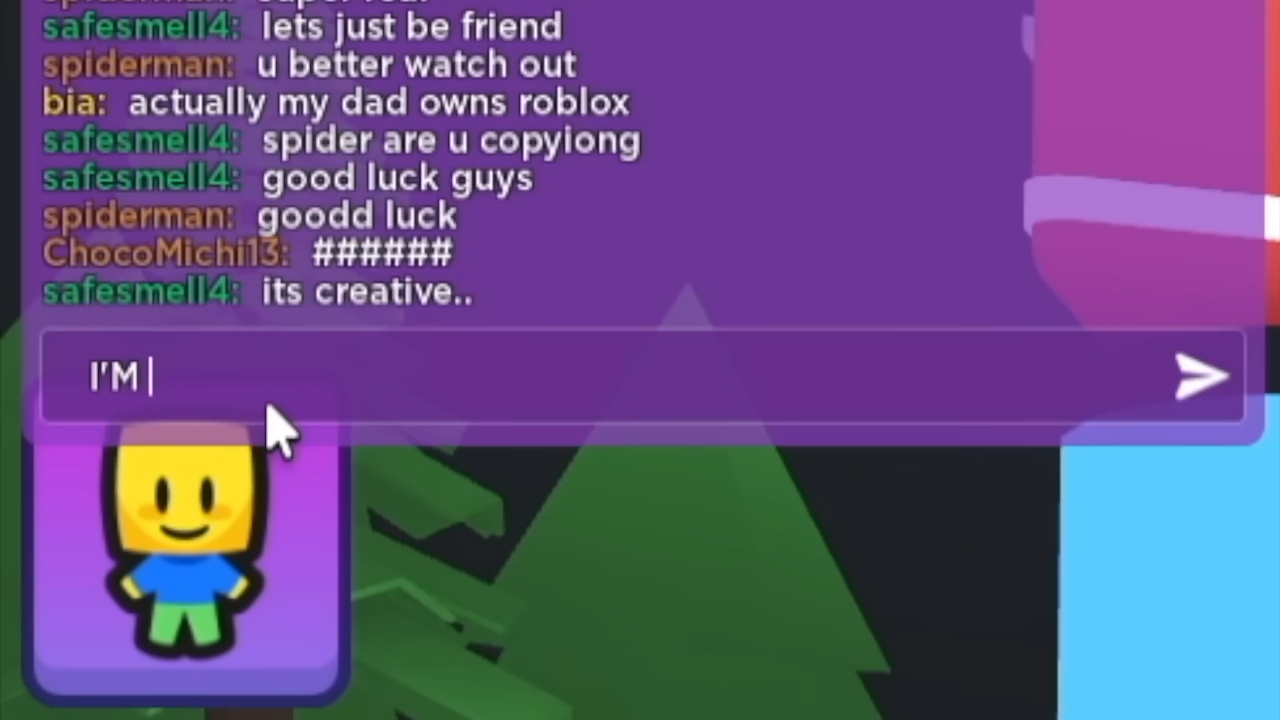 safesmell4: lets just be friend
spiderman: u better watch out
bia: actually my dad owns roblox
safesmell4: spider are u copyiong
safesmell4: good luck guys
spiderman: goodd luck
ChocoMichi13: ######
safesmell4: its creative..
I'M